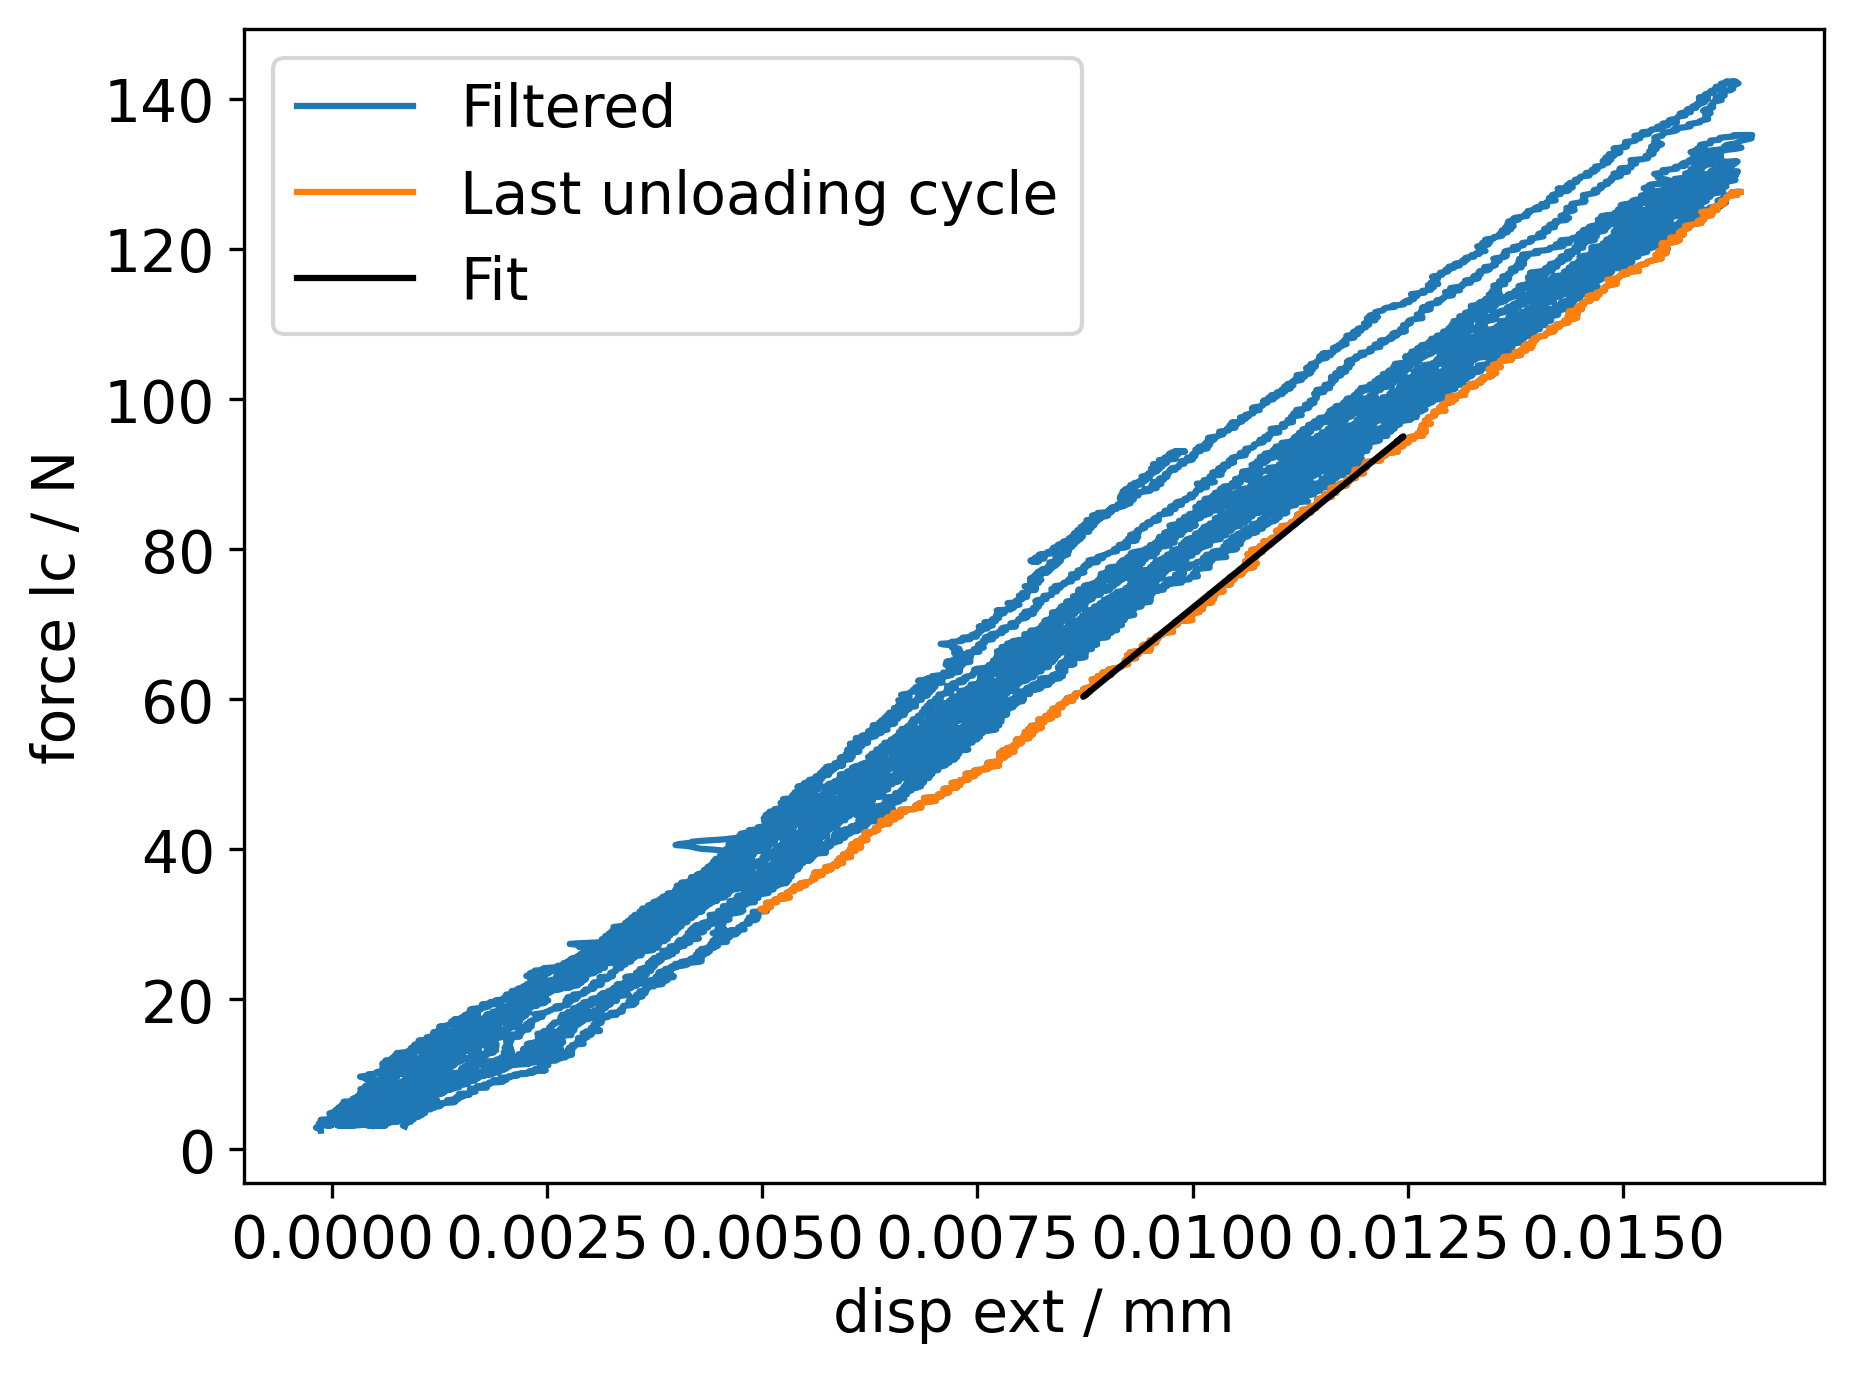 Filtered
Last unloading cycle
Fit
force lc / N
140
120
100
80
60
40
20
0
0.0000 0.0025 0.0050 0.0075 0.0100 0.0125 0.0150
disp ext / mm